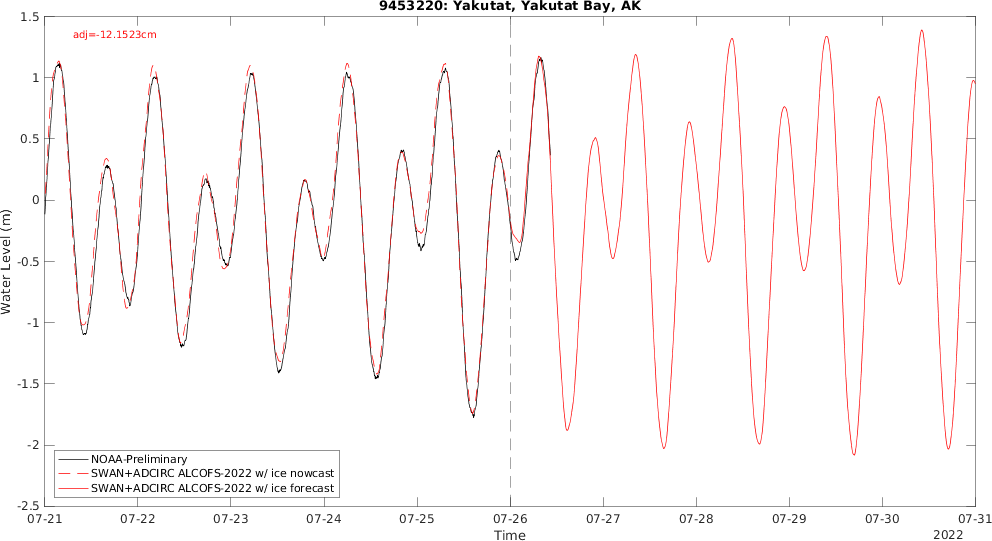 9453220: Yakutat, Yakutat Bay, AK
adj=-12.1523cm
1.5
1
0.5
0
-0.5
-1
-1.5
-2
-2.5
Water Level (m)
NOAA-Preliminary
SWAN+ADCIRC ALCOFS-2022 w/ ice nowcast
SWAN+ADCIRC ALCOFS-2022 w/ ice forecast
07-21 07-22 07-23 07-24 07-25 07-26 07-27 07-28 07-29 07-30 07-31
Time
2022